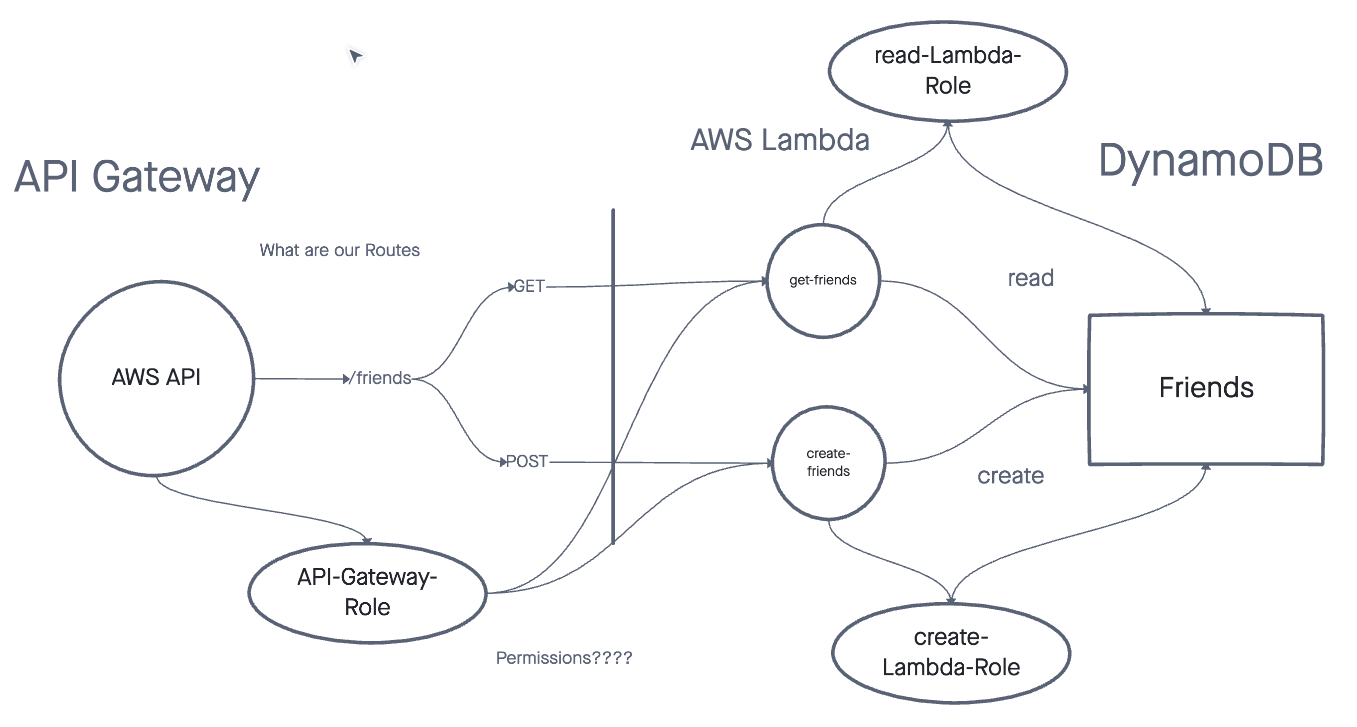 read-Lambda-
Role
AWS Lambda
DynamoDB
API Gateway
What are our Routes
GET
get-friends
read
AWS API
/friends
Friends
POST
create-
friends
create
API-Gateway-
Role
Permissions????
create-
Lambda-Role